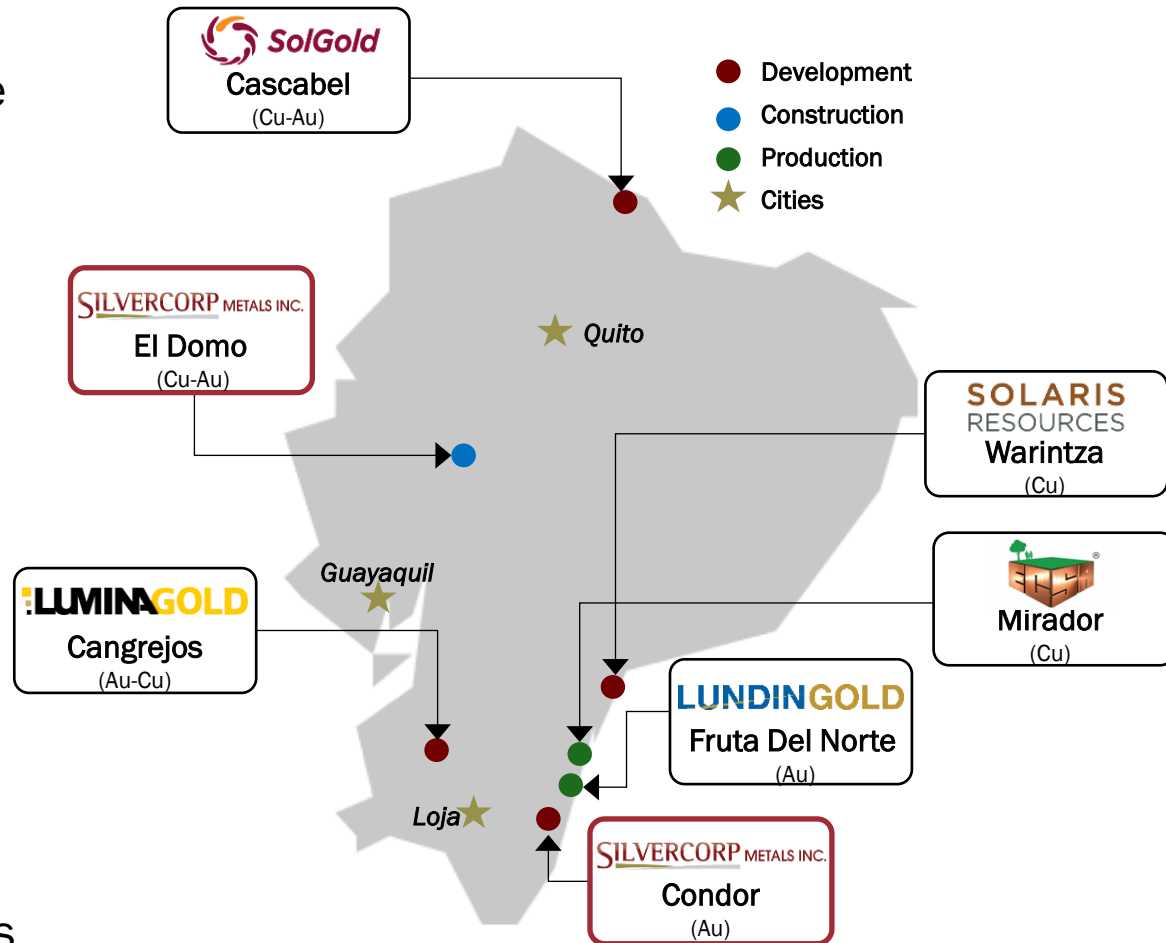 SolGold
Cascabel
(Cu-Au)
Development
Construction
Production
Cities
e
SILVERCORP METALS INC.
El Domo
(Cu-Au)
Quito
SOLARIS
RESOURCES
Warintza
(Cu)
Guayaquil
LUMINAGOLD
Cangrejos
(Au-Cu)
ECSA
®
Mirador
(Cu)
LUNDINGOLD
Fruta Del Norte
(Au)
Loja
SILVERCORP METALS INC.
Condor
(Au)
s